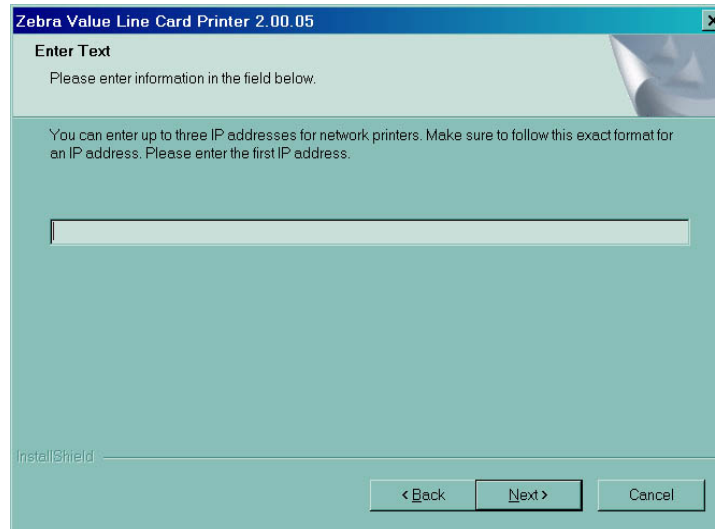 Zebra Value Line Card Printer 2.00.05
Enter Text
Please enter information in the field below.
You can enter up to three IP addresses for network printers. Make sure to follow this exact format for
an IP address. Please enter the first IP address.
InstallShield
< Back
Next >
Cancel